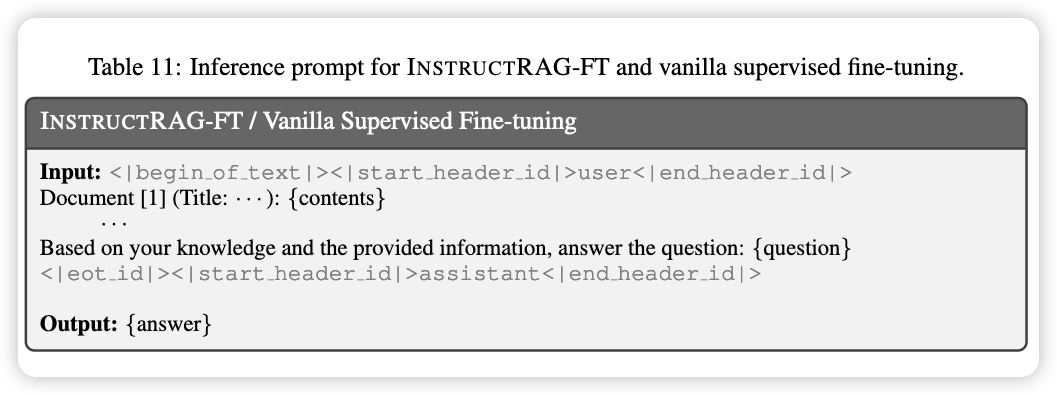 Table 11: Inference prompt for INSTRUCTRAG-FT and vanilla supervised fine-tuning.
INSTRUCTRAG-FT / Vanilla Supervised Fine-tuning
Input: <|begin_of_text|><|start_header_id|>user<|end_header_id|>
Document [1] (Title: ···): {contents}
···
Based on your knowledge and the provided information, answer the question: {question}
<|eot_id|><|start_header_id|>assistant<|end_header_id|>
Output: {answer}